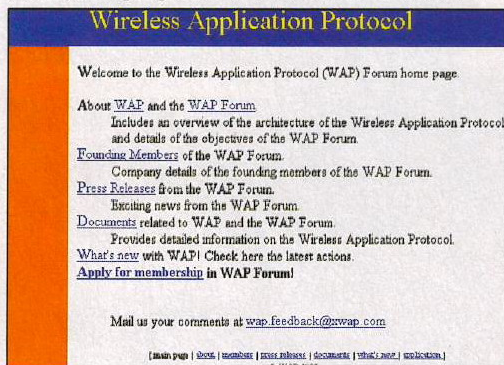 Wireless Application Protocol
Welcome to the Wireless Application Protocol (WAP) Forum home page.
About WAP and the WAP Forum.
Includes an overview of the architecture of the Wireless Application Protocol
and details of the objectives of the WAP Forum.
Founding Members of the WAP Forum.
Company details of the founding members of the WAP Forum.
Press Releases from the WAP Forum.
Exciting news from the WAP Forum.
Documents related to WAP and the WAP Forum.
Provides detailed information on the Wireless Application Protocol.
What's new with WAP! Check here the latest actions.
Apply for membership in WAP Forum!
Mail us your comments at wap.feedback@xwap.com
[main page | about | members | press releases | documents | what's new | application ]